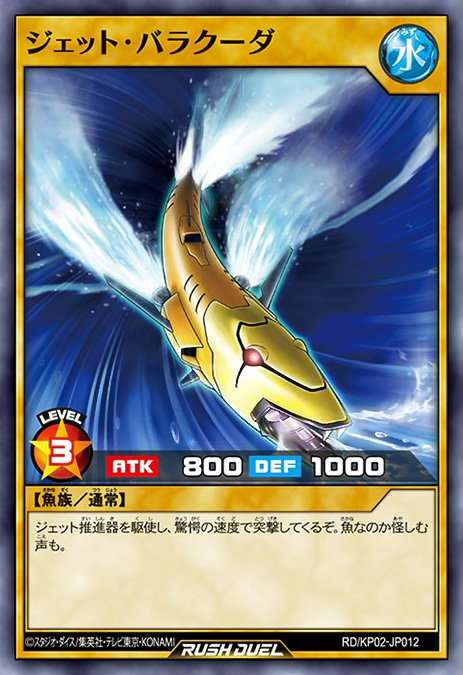 ジェット・バラクーダ
みず
水
LEVEL
3
ATK 800 DEF 1000
【魚族／通常】
ジェット推進器を駆使し、驚愕の速度で突撃してくるぞ。魚なのか怪しむ
声も。
©スタジオ・ダイス/集英社・テレビ東京・KONAMI
RUSH DUEL
RD/KP02-JP012